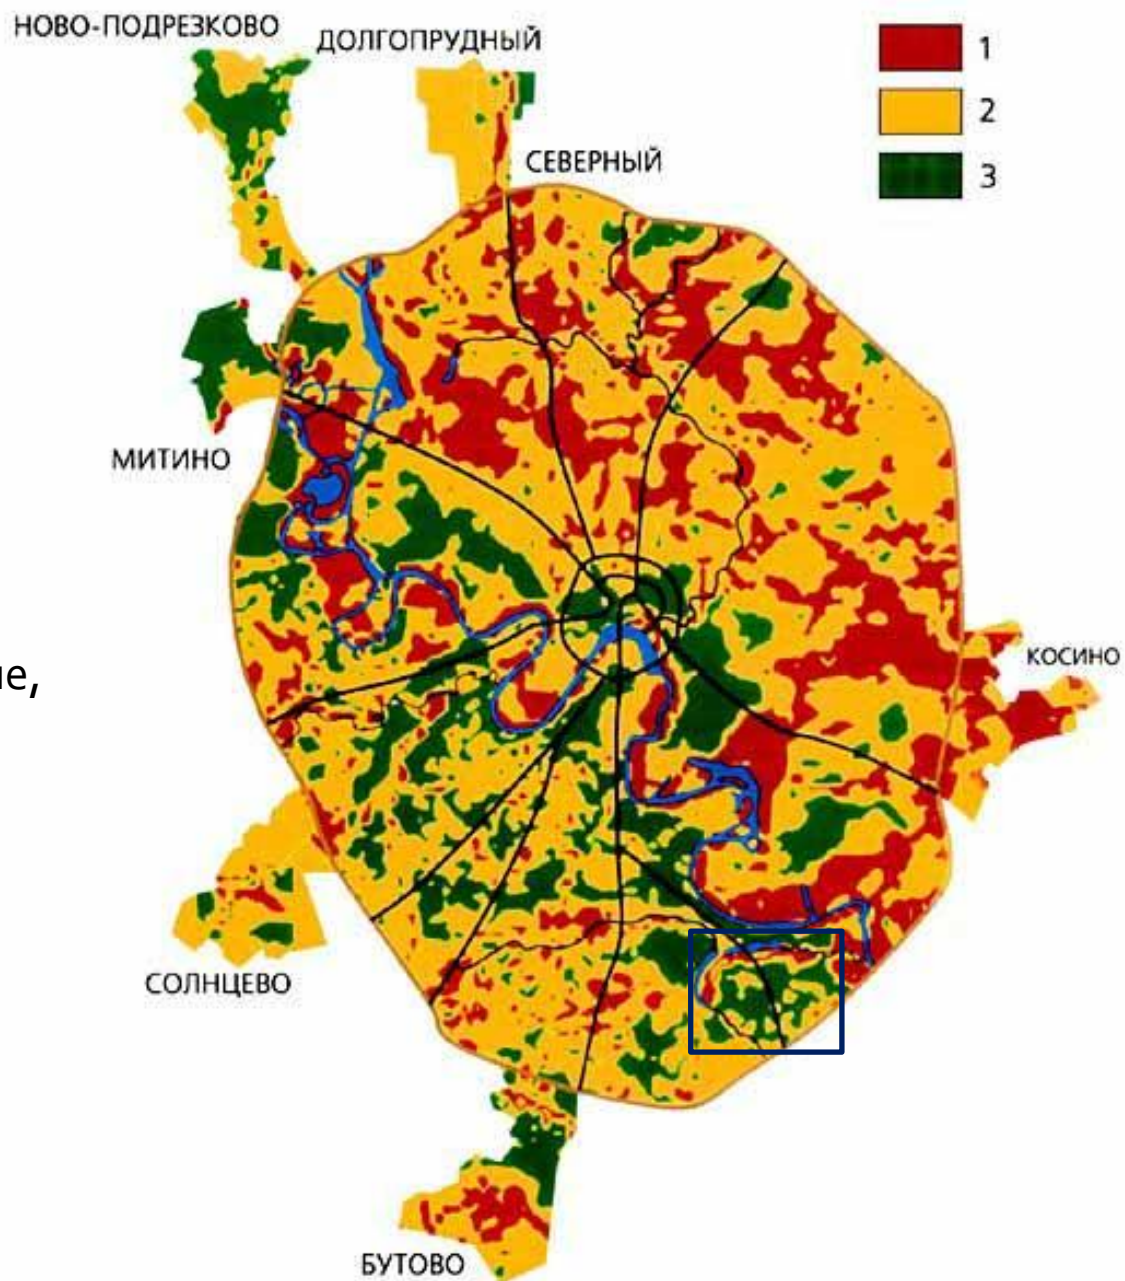 НОВО-ПОДРЕЗКОВО
ДОЛГОПРУДНЫЙ
1
2
3
СЕВЕРНЫЙ
МИТИНО
КОСИНО
СОЛНЦЕВО
БУТОВО